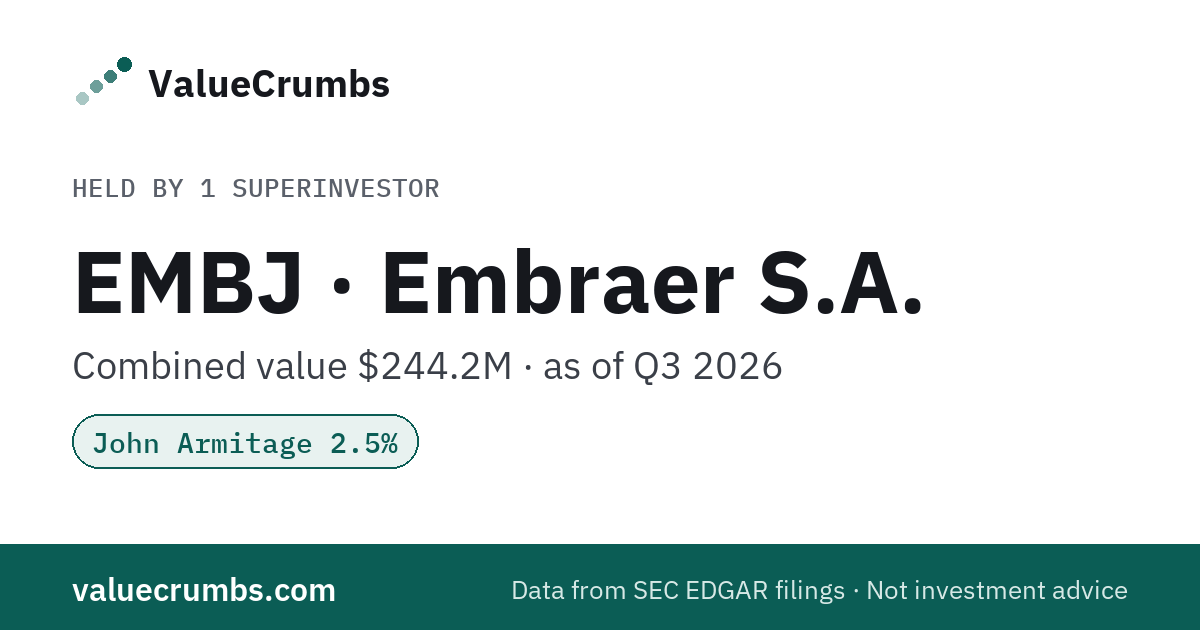 ValueCrumbs
HELD BY 1 SUPERINVESTOR
EMBJ · Embraer S.A.
Combined value $244.2M · as of Q3 2026
John Armitage 2.5%
valuecrumbs.com
Data from SEC EDGAR filings · Not investment advice